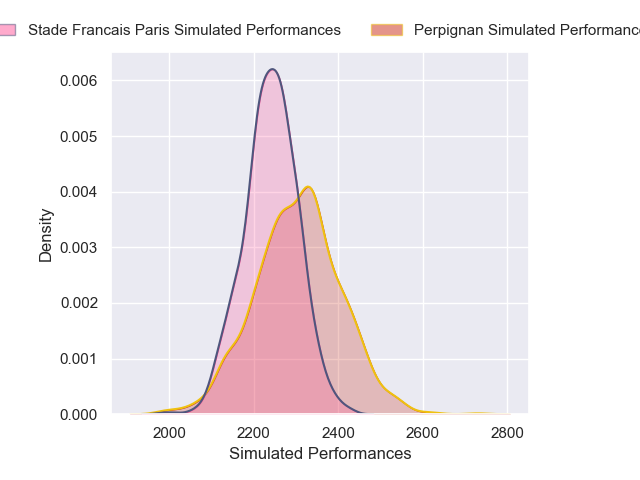 Stade Francais Paris Simulated Performances Perpignan Simulated Performance
0.006
0.005
0.004
0.003
0.002
0.001
0.000
Density
2000 2200 2400 2600 2800
Simulated Performances